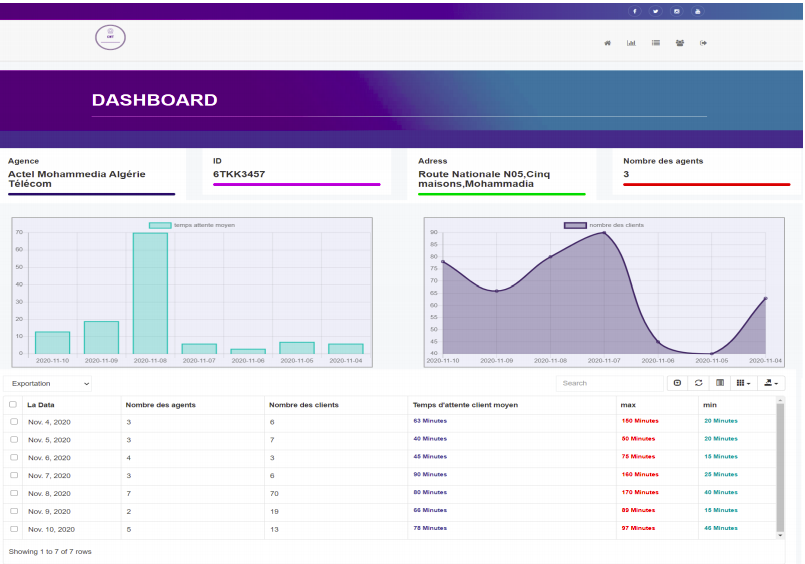 DASHBOARD
Agence
Actel Mohammedia Algérie
Télécom
ID
6TKK3457
Adress
Route Nationale N05,Cinq
maisons,Mohammadia
Nombre des agents
3
temps attente moyen
70
60
50
40
30
20
10
0
2020-11-10 2020-11-09 2020-11-08 2020-11-07 2020-11-06 2020-11-05 2020-11-04
nombre des clients
90
85
80
75
70
65
60
55
50
45
40
2020-11-10 2020-11-09 2020-11-08 2020-11-07 2020-11-06 2020-11-05 2020-11-04
Exportation
Search
La Data Nombre des agents Nombre des clients Temps d'attente client moyen max min
Nov. 4, 2020 3 6 63 Minutes 150 Minutes 20 Minutes
Nov. 5, 2020 3 7 40 Minutes 50 Minutes 20 Minutes
Nov. 6, 2020 4 3 45 Minutes 75 Minutes 15 Minutes
Nov. 7, 2020 3 6 90 Minutes 160 Minutes 25 Minutes
Nov. 8, 2020 7 70 80 Minutes 170 Minutes 40 Minutes
Nov. 9, 2020 2 19 66 Minutes 89 Minutes 15 Minutes
Nov. 10, 2020 5 13 78 Minutes 97 Minutes 46 Minutes
Showing 1 to 7 of 7 rows